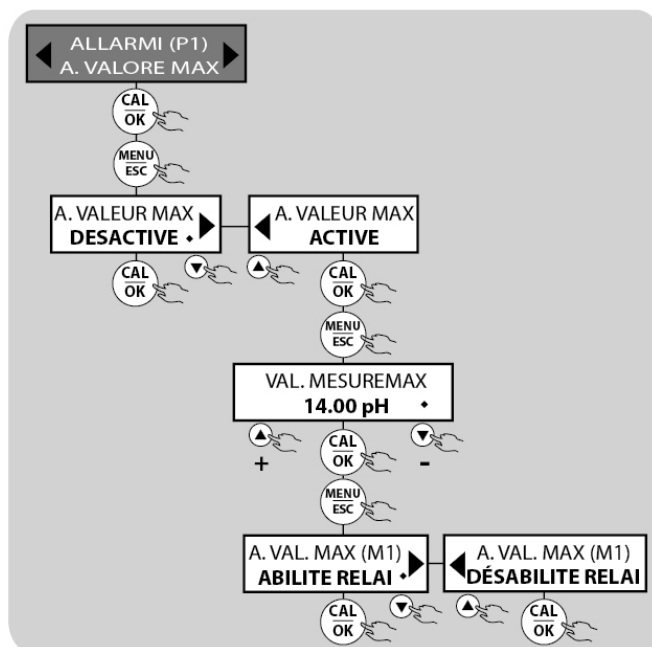 ALLARMI (P1)
A. VALORE MAX
CAL
OK
MENU
ESC
A. VALEUR MAX
DESACTIVE
A. VALEUR MAX
ACTIVE
CAL
OK
CAL
OK
MENU
ESC
VAL. MESUREMAX
14.00 pH
+
CAL
OK
-
MENU
ESC
A. VAL. MAX (M1)
ABILITE RELAI
A. VAL. MAX (M1)
DÉSABILITE RELAI
CAL
OK
CAL
OK